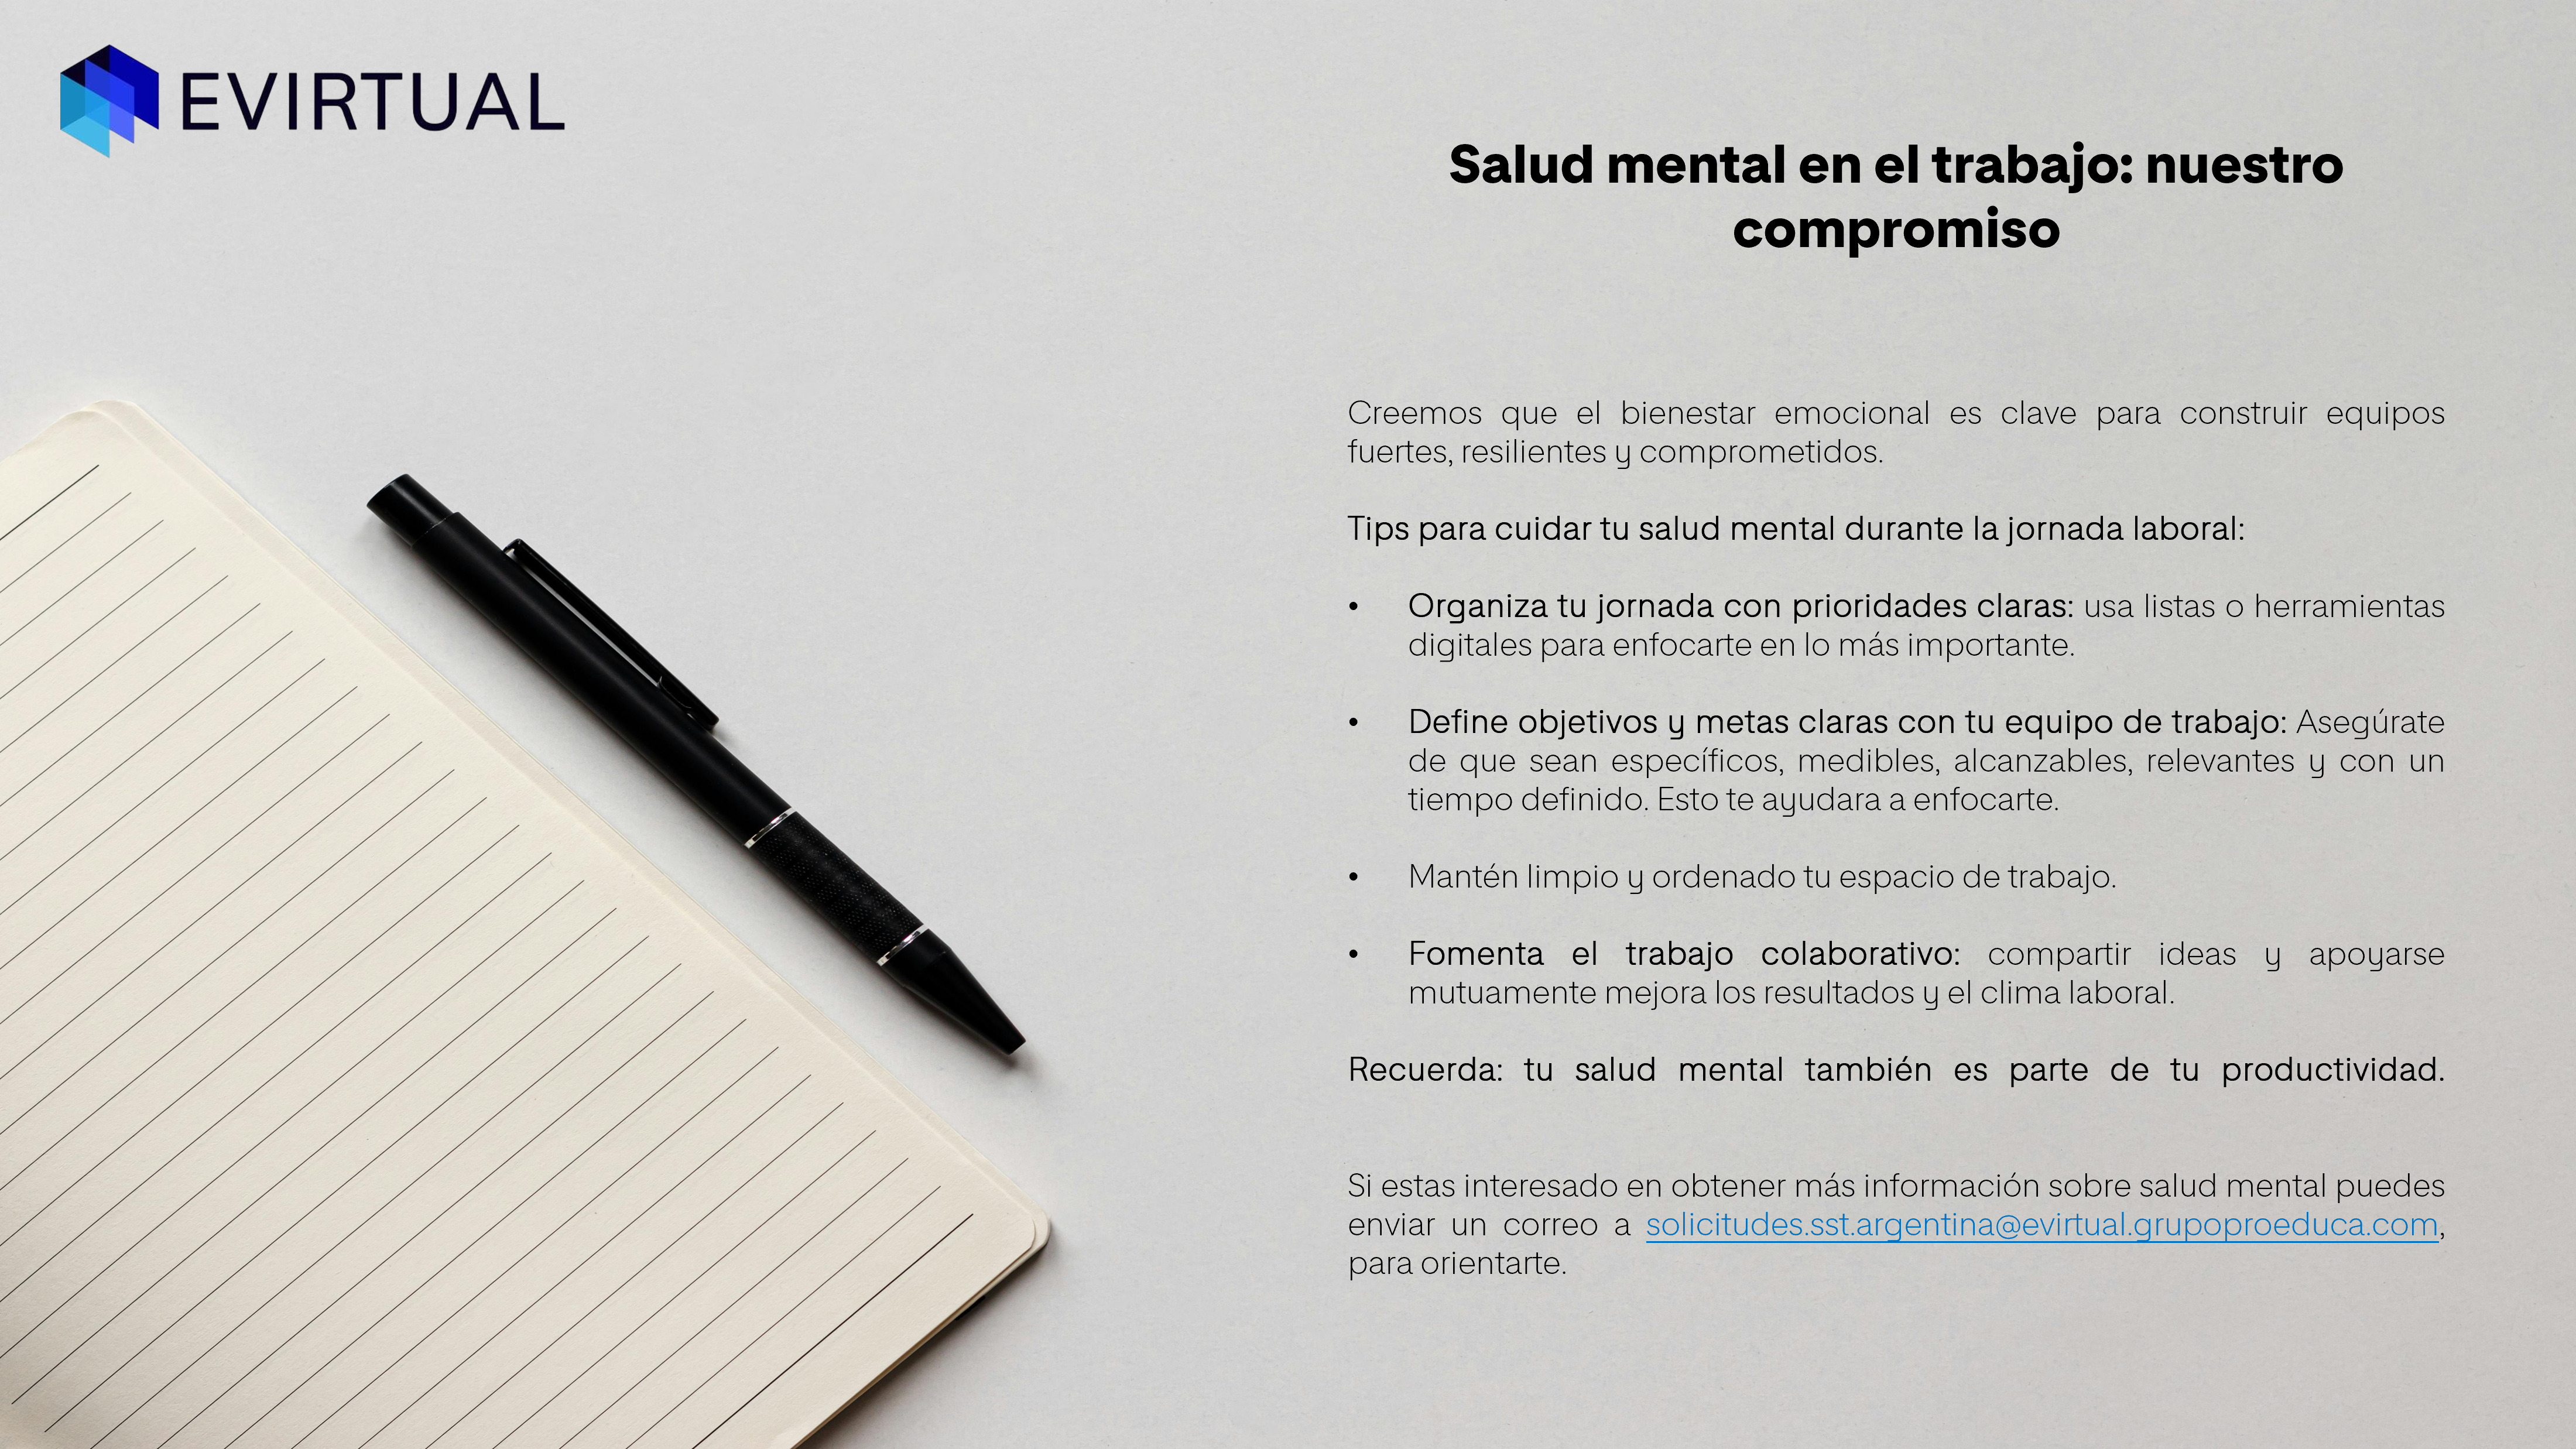 EVIRTUAL
Salud mental en el trabajo: nuestro
compromiso
Creemos que el bienestar emocional es clave para construir equipos
fuertes, resilientes y comprometidos.
Tips para cuidar tu salud mental durante la jornada laboral:
• Organiza tu jornada con prioridades claras: usa listas o herramientas
digitales para enfocarte en lo más importante.
• Define objetivos y metas claras con tu equipo de trabajo: Asegúrate
de que sean específicos, medibles, alcanzables, relevantes y con un
tiempo definido. Esto te ayudara a enfocarte.
• Mantén limpio y ordenado tu espacio de trabajo.
• Fomenta el trabajo colaborativo: compartir ideas y apoyarse
mutuamente mejora los resultados y el clima laboral.
Recuerda: tu salud mental también es parte de tu productividad.
Si estas interesado en obtener más información sobre salud mental puedes
enviar un correo a solicitudes.sst.argentina@evirtual.grupoproeduca.com,
para orientarte.